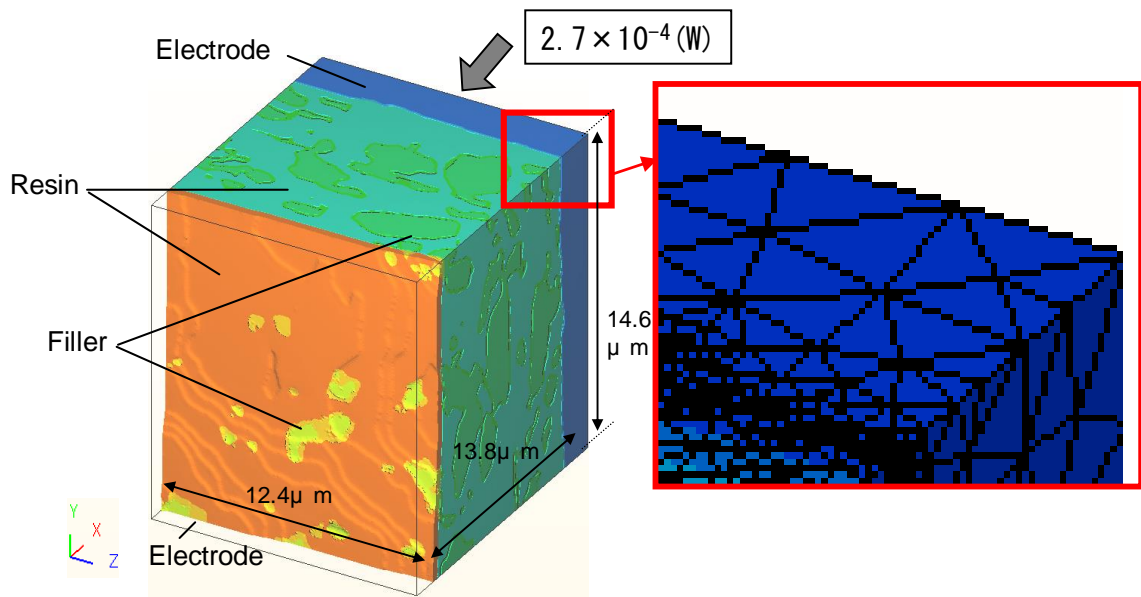 Electrode
2.7×10⁻⁴(W)
Resin
Filler
14.6
μ m
13.8μ m
12.4μ m
Electrode
Y
X
Z